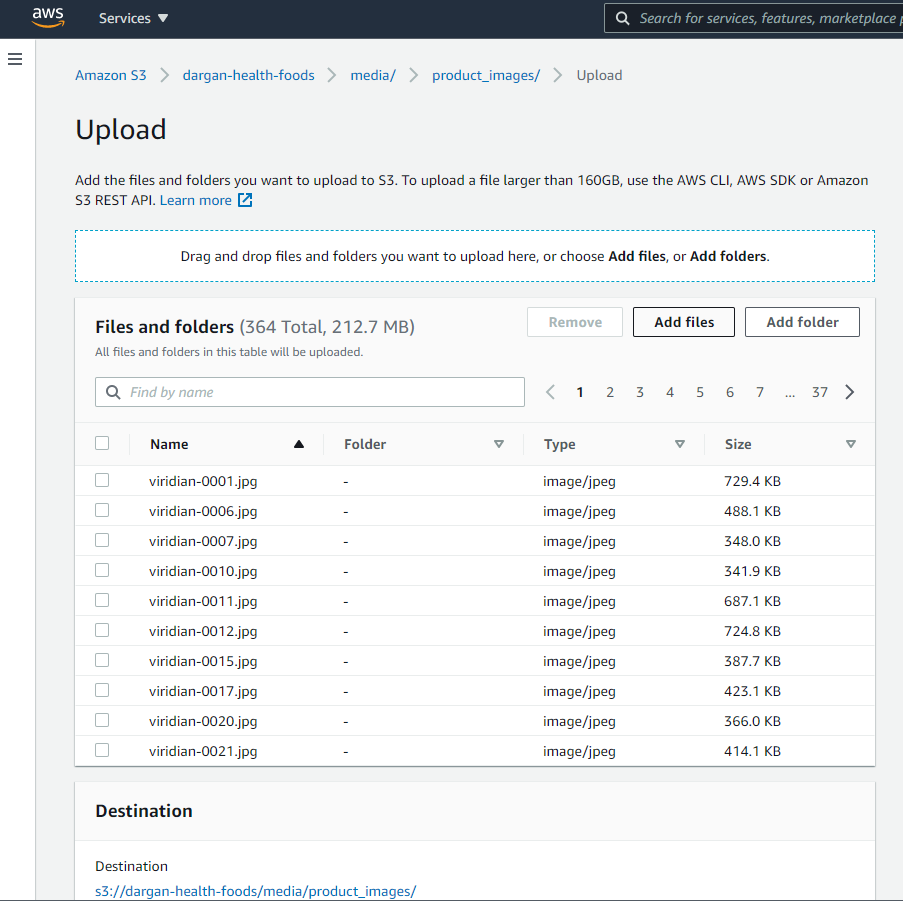 aws Services Search for services, features, marketplace
Amazon S3 dargan-health-foods media/ product_images/ Upload
Upload
Add the files and folders you want to upload to S3. To upload a file larger than 160GB, use the AWS CLI, AWS SDK or Amazon
S3 REST API. Learn more
Drag and drop files and folders you want to upload here, or choose Add files, or Add folders.
Files and folders (364 Total, 212.7 MB) Remove Add files Add folder
All files and folders in this table will be uploaded.
Find by name 1 2 3 4 5 6 7 ... 37
Name Folder Type Size
viridian-0001.jpg - image/jpeg 729.4 KB
viridian-0006.jpg - image/jpeg 488.1 KB
viridian-0007.jpg - image/jpeg 348.0 KB
viridian-0010.jpg - image/jpeg 341.9 KB
viridian-0011.jpg - image/jpeg 687.1 KB
viridian-0012.jpg - image/jpeg 724.8 KB
viridian-0015.jpg - image/jpeg 387.7 KB
viridian-0017.jpg - image/jpeg 423.1 KB
viridian-0020.jpg - image/jpeg 366.0 KB
viridian-0021.jpg - image/jpeg 414.1 KB
Destination
Destination
s3://dargan-health-foods/media/product_images/